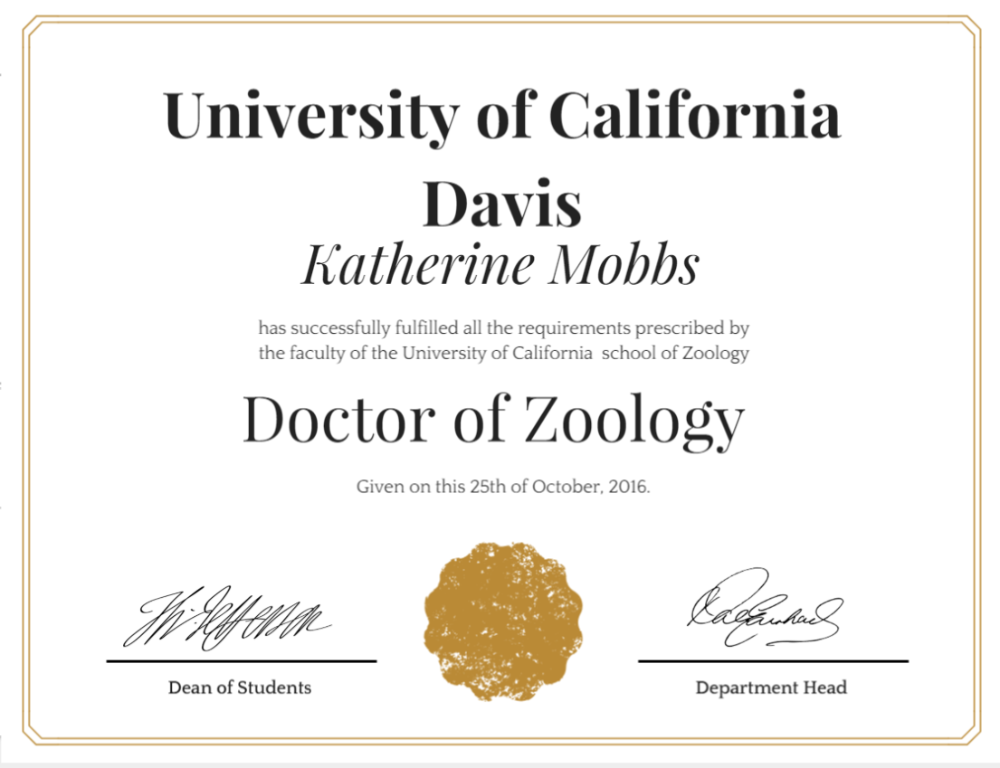 University of California
Davis
Katherine Mobbs
has successfully fulfilled all the requirements prescribed by
the faculty of the University of California  school of Zoology
Doctor of Zoology
Given on this 25th of October, 2016.
Th: Jefferson
Dean of Students
Department Head